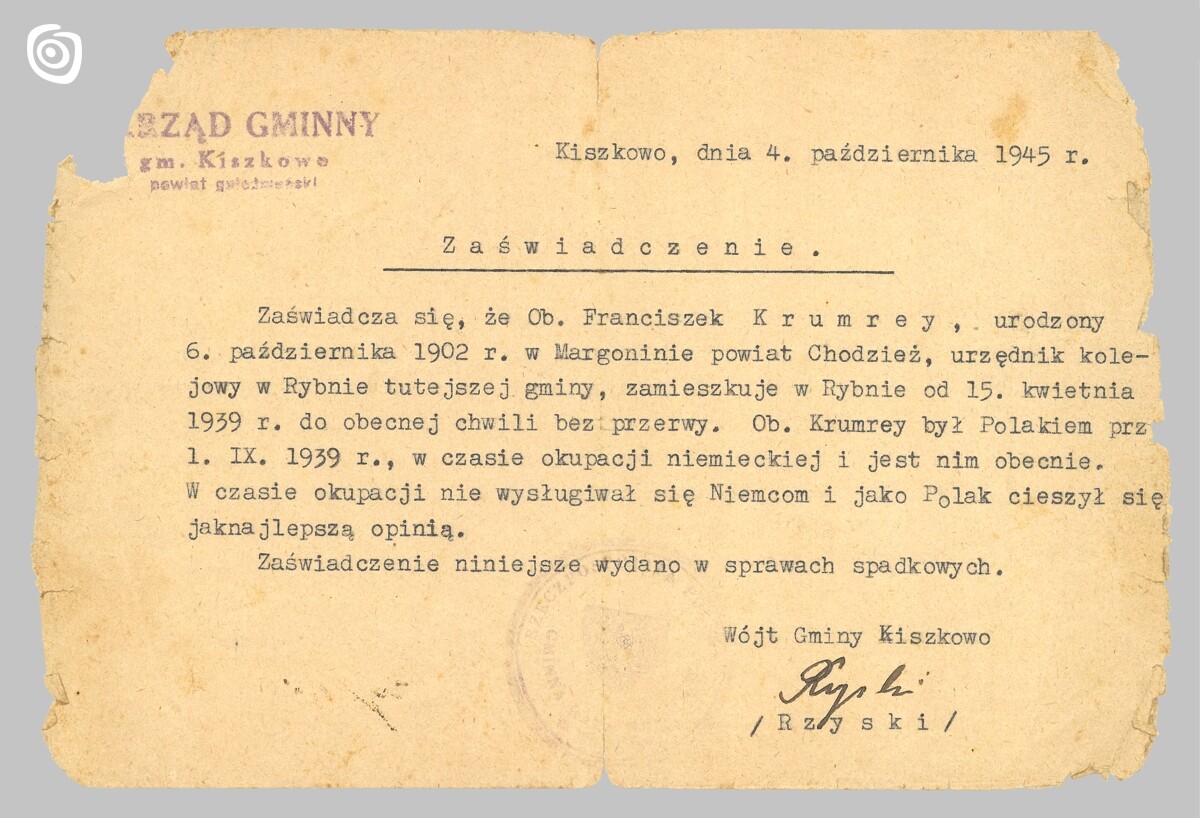 RZĄD GMINNY
gm. Kiszkowo
powiat gnieźnieński
Kiszkowo, dnia 4. października 1945 r.
Zaświadczenie.
Zaświadcza się, że Ob. Franciszek Krumrey, urodzony
6. października 1902 r. w Margoninie powiat Chodzież, urzędnik kole-
jowy w Rybnie tutejszej gminy, zamieszkuje w Rybnie od 15. kwietnia
1939 r. do obecnej chwili bez przerwy. Ob. Krumrey był Polakiem prz
1. IX. 1939 r., w czasie okupacji niemieckiej i jest nim obecnie.
W czasie okupacji nie wysługiwał się Niemcom i jako Polak cieszył się
jaknajlepszą opinią.
Zaświadczenie niniejsze wydano w sprawach spadkowych.
Wójt Gminy Kiszkowo
Rzyski
/Rzyski/